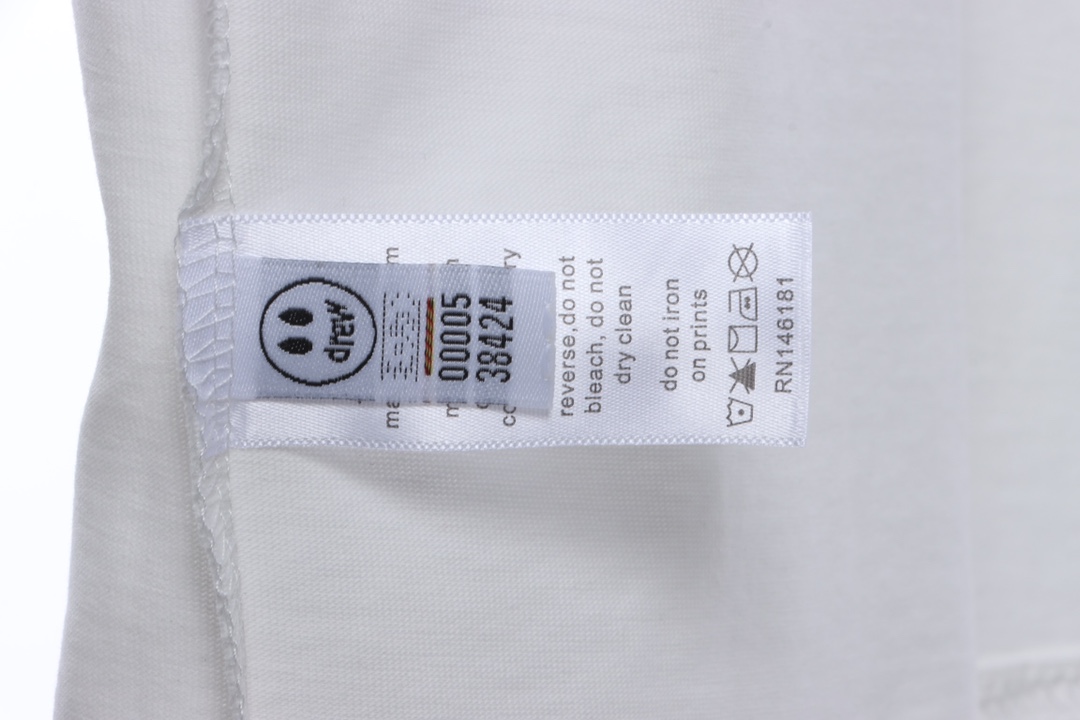 drew
00005
38424
reverse,do not
bleach, do not
dry clean
do not iron
on prints
RN146181